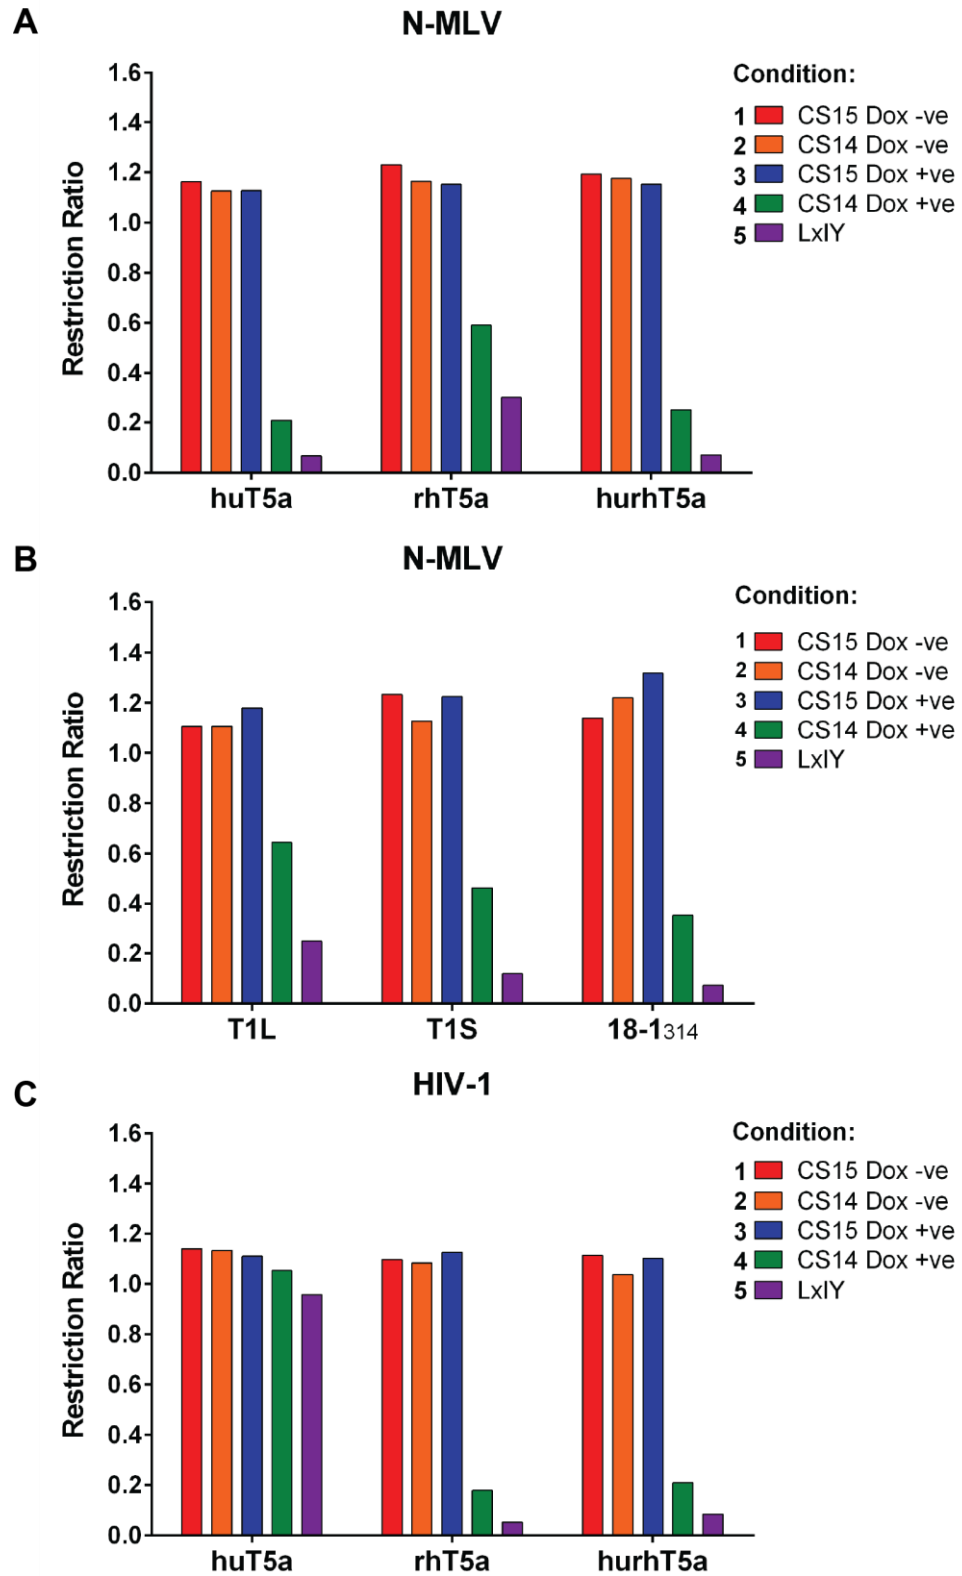 A
N-MLV
Condition:
1 CS15 Dox -ve
2 CS14 Dox -ve
3 CS15 Dox +ve
4 CS14 Dox +ve
5 LxIY
Restriction Ratio
1.6
1.4
1.2
1.0
0.8
0.6
0.4
0.2
0.0
huT5a rhT5a hurhT5a
B
N-MLV
Condition:
1 CS15 Dox -ve
2 CS14 Dox -ve
3 CS15 Dox +ve
4 CS14 Dox +ve
5 LxIY
Restriction Ratio
1.6
1.4
1.2
1.0
0.8
0.6
0.4
0.2
0.0
T1L T1S 18-1314
C
HIV-1
Condition:
1 CS15 Dox -ve
2 CS14 Dox -ve
3 CS15 Dox +ve
4 CS14 Dox +ve
5 LxIY
Restriction Ratio
1.6
1.4
1.2
1.0
0.8
0.6
0.4
0.2
0.0
huT5a rhT5a hurhT5a